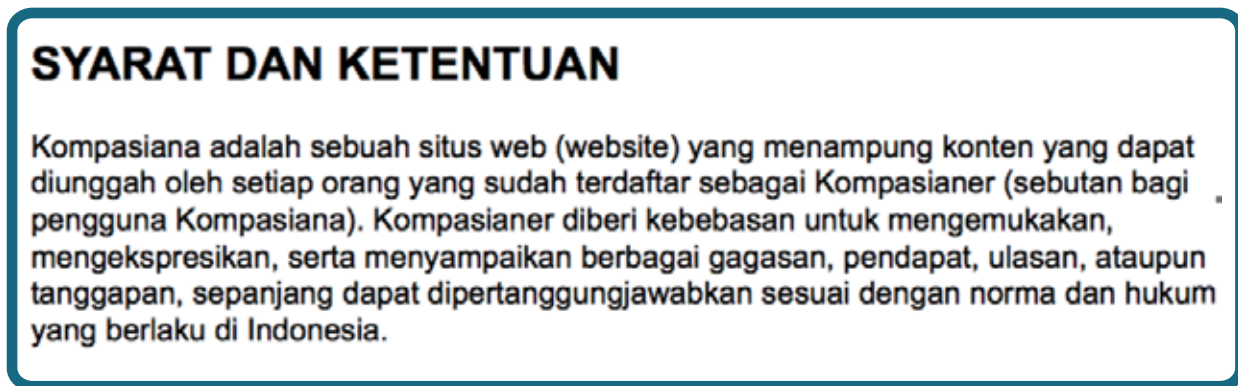 SYARAT DAN KETENTUAN
Kompasiana adalah sebuah situs web (website) yang menampung konten yang dapat
diunggah oleh setiap orang yang sudah terdaftar sebagai Kompasianer (sebutan bagi
pengguna Kompasiana). Kompasianer diberi kebebasan untuk mengemukakan,
mengekspresikan, serta menyampaikan berbagai gagasan, pendapat, ulasan, ataupun
tanggapan, sepanjang dapat dipertanggungjawabkan sesuai dengan norma dan hukum
yang berlaku di Indonesia.